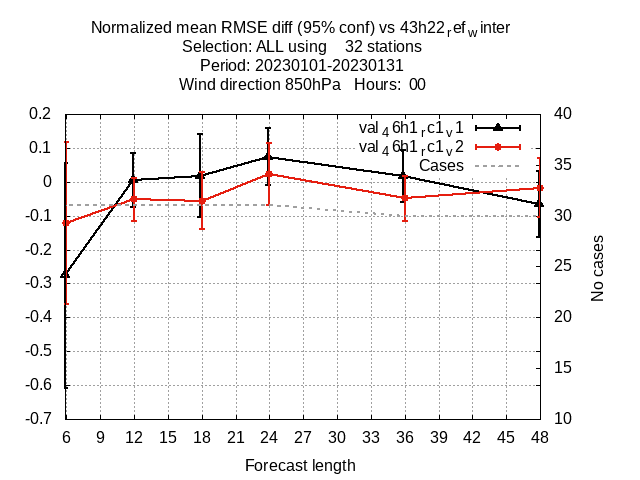 Normalized mean RMSE diff (95% conf) vs 43h22refwinter
Selection: ALL using 32 stations
Period: 20230101-20230131
Wind direction 850hPa Hours: 00
0.2
0.1
0
-0.1
-0.2
-0.3
-0.4
-0.5
-0.6
-0.7
val46h1rc1v1
val46h1rc1v2
Cases
40
35
30
25
20
15
10
No cases
6 9 12 15 18 21 24 27 30 33 36 39 42 45 48
Forecast length